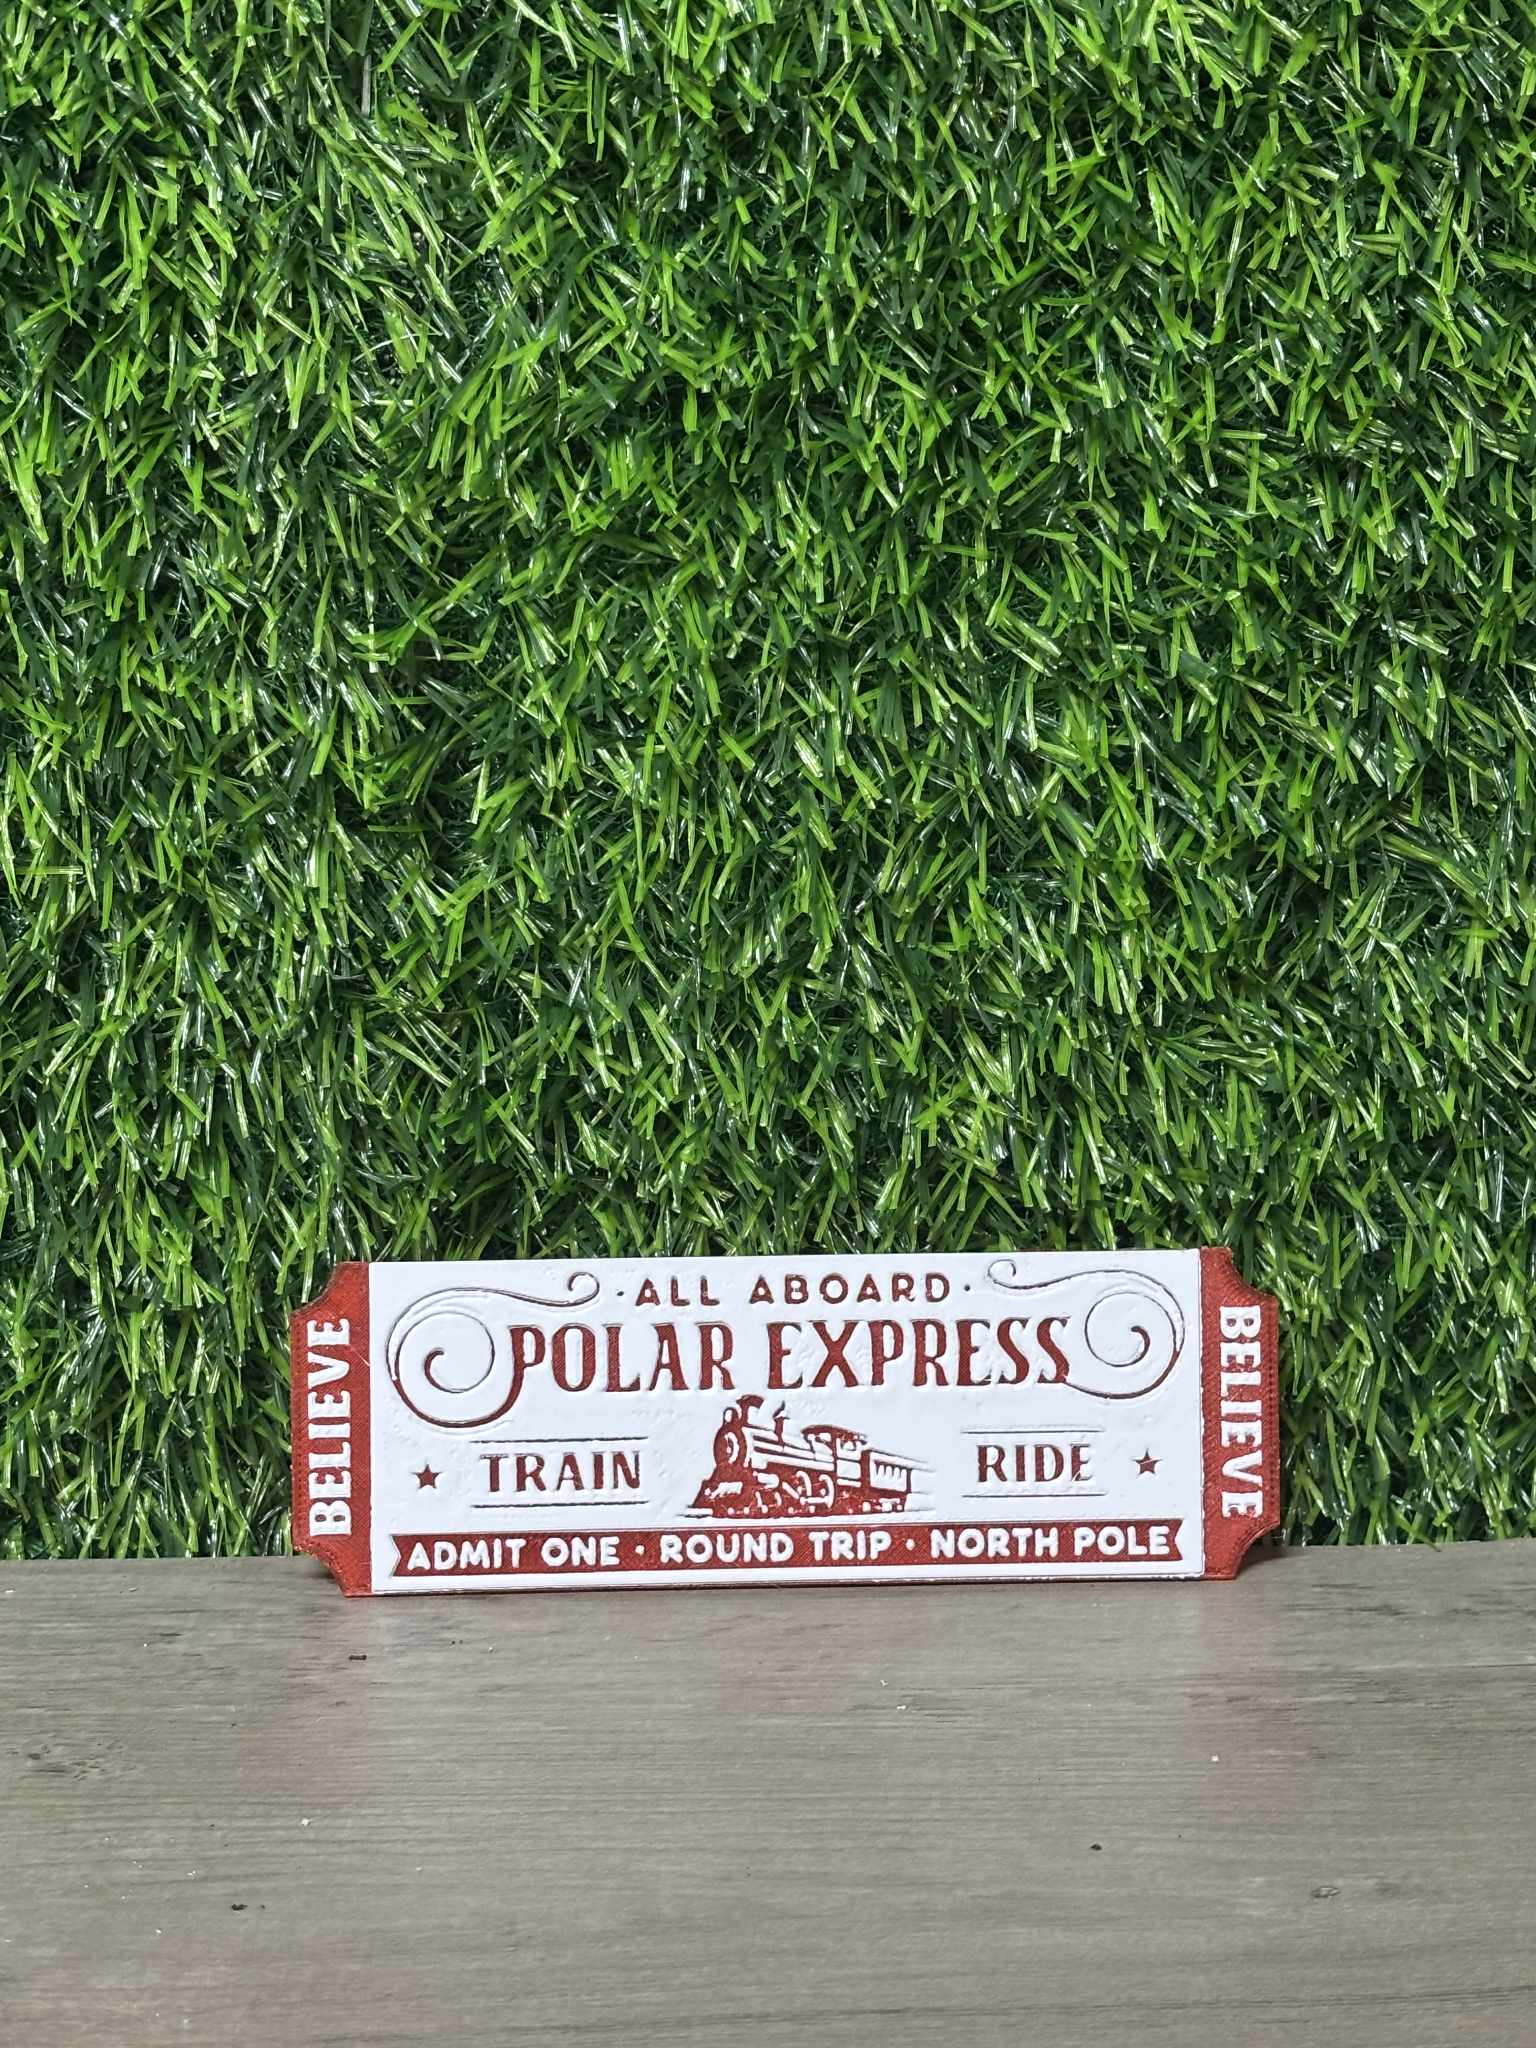 · ALL ABOARD ·
POLAR EXPRESS
TRAIN
RIDE
ADMIT ONE · ROUND TRIP · NORTH POLE
BELIEVE
BELIEVE